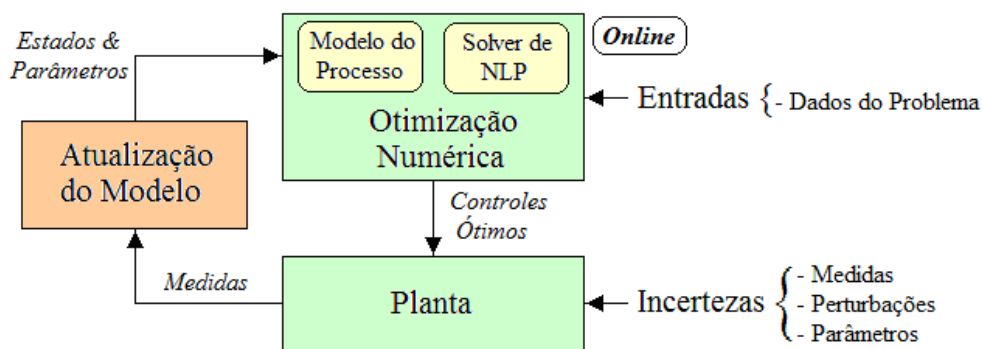 Estados &
Parâmetros
Modelo do
Processo
Solver de
NLP
Online
Otimização
Numérica
Entradas { - Dados do Problema
Atualização
do Modelo
Controles
Ótimos
Medidas
Planta
Incertezas { - Medidas
- Perturbações
- Parâmetros